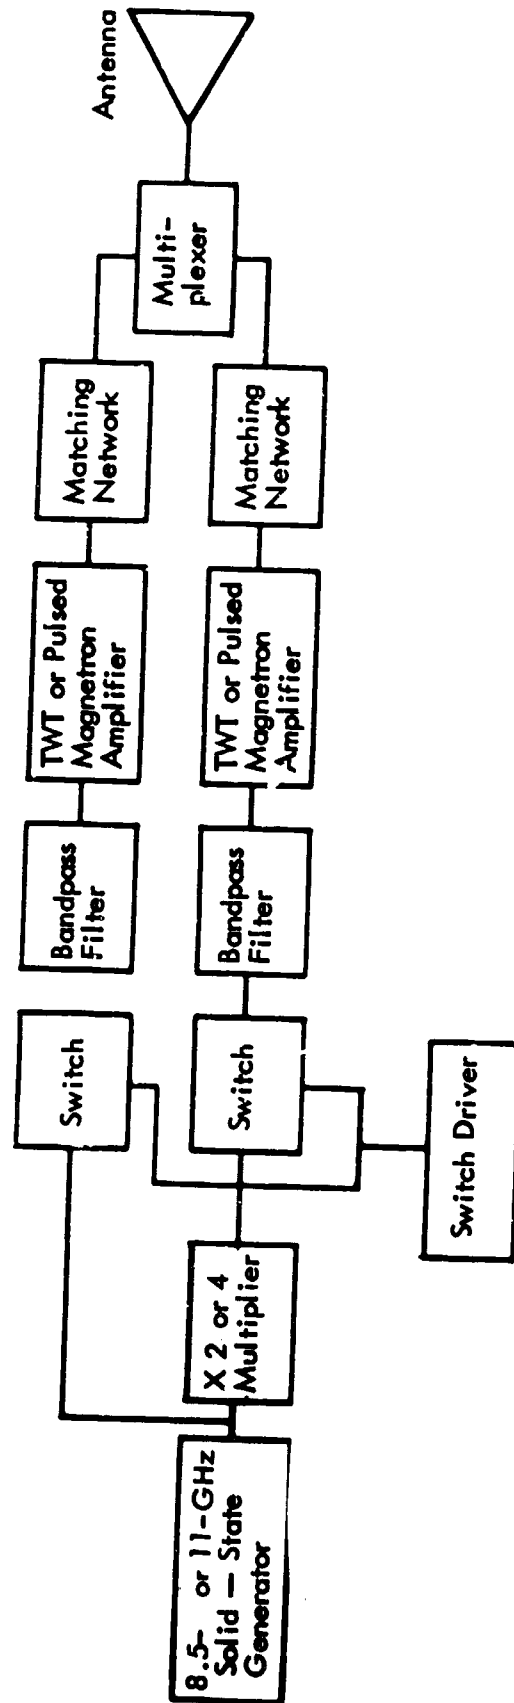 8.5- or 11-GHz
Solid — State
Generator
X 2 or 4
Multiplier
Switch
Switch
Switch Driver
Bandpass
Filter
Bandpass
Filter
TWT or Pulsed
Magnetron
Amplifier
TWT or Pulsed
Magnetron
Amplifier
Matching
Network
Matching
Network
Multi-
plexer
Antenna